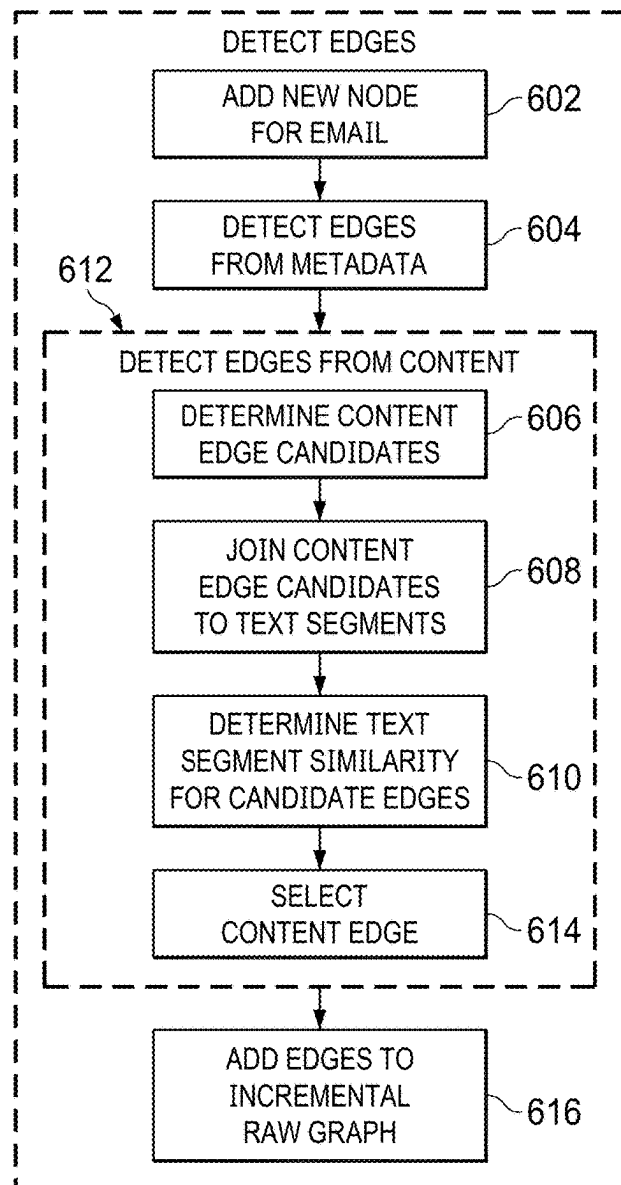 DETECT EDGES
ADD NEW NODE
FOR EMAIL
602
DETECT EDGES
FROM METADATA
604
612
DETECT EDGES FROM CONTENT
DETERMINE CONTENT
EDGE CANDIDATES
606
JOIN CONTENT
EDGE CANDIDATES
TO TEXT SEGMENTS
608
DETERMINE TEXT
SEGMENT SIMILARITY
FOR CANDIDATE EDGES
610
SELECT
CONTENT EDGE
614
ADD EDGES TO
INCREMENTAL
RAW GRAPH
616